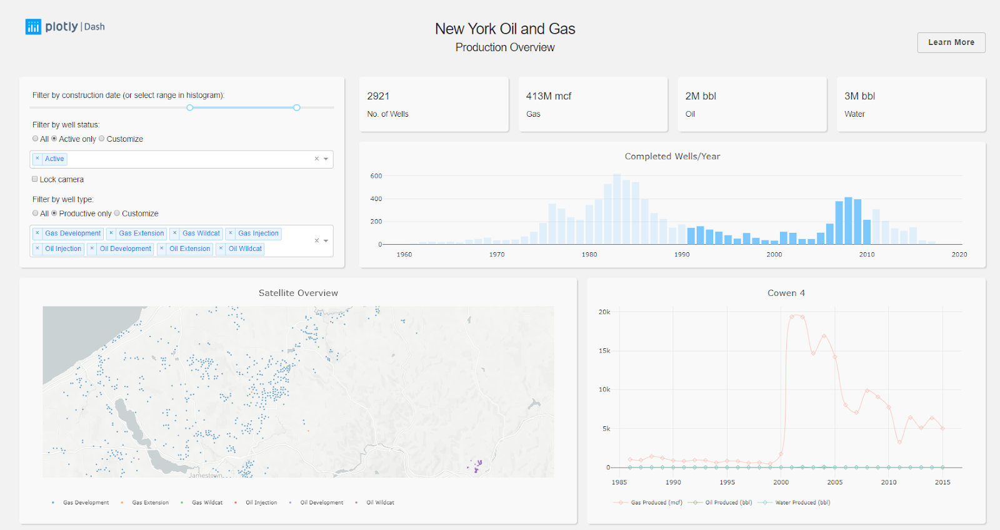 plotly | Dash
New York Oil and Gas
Production Overview
Learn More
Filter by construction date (or select range in histogram):
Filter by well status:
All Active only Customize
× Active × 
Lock camera
Filter by well type:
All Productive only Customize
× Gas Development × Gas Extension × Gas Wildcat × Gas Injection
× Oil Injection × Oil Development × Oil Extension × Oil Wildcat
×
2921
No. of Wells
413M mcf
Gas
2M bbl
Oil
3M bbl
Water
Completed Wells/Year
600
400
200
0
1960 1970 1980 1990 2000 2010 2020
Satellite Overview
Jamestown
Gas Development Gas Extension Gas Wildcat Oil Injection Oil Development Oil Wildcat
Cowen 4
20k
15k
10k
5k
0
1985 1990 1995 2000 2005 2010 2015
Gas Produced (mcf) Oil Produced (bbl) Water Produced (bbl)